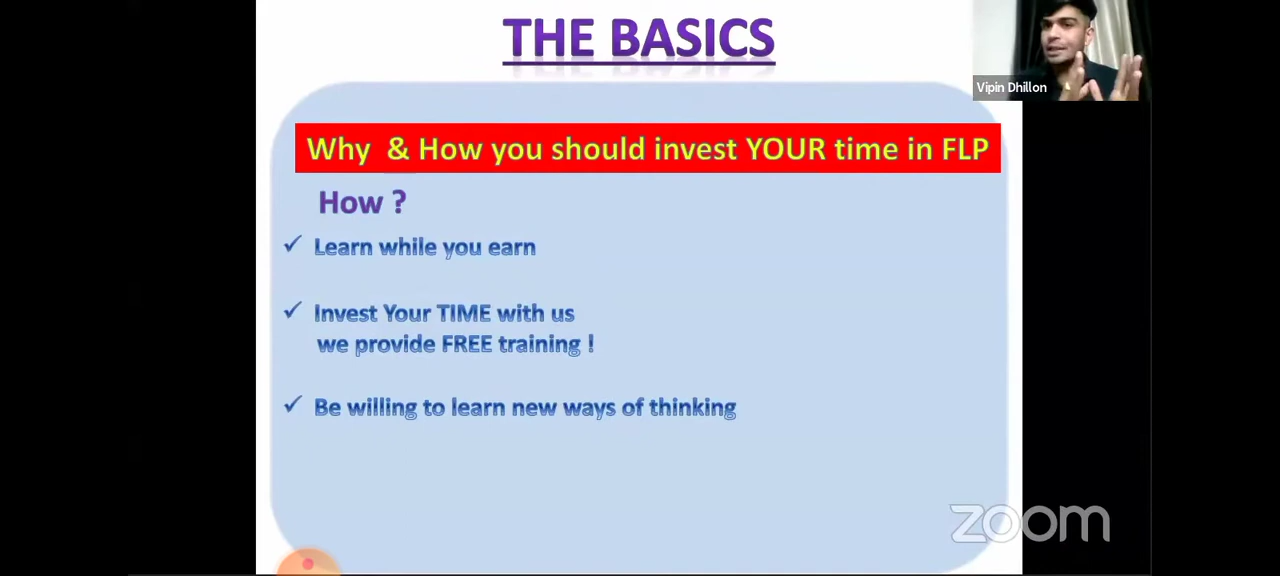 THE BASICS
Vipin Dhillon
Why & How you should invest YOUR time in FLP
How ?
✓ Learn while you earn
✓ Invest Your TIME with us
we provide FREE training !
✓ Be willing to learn new ways of thinking
zoom